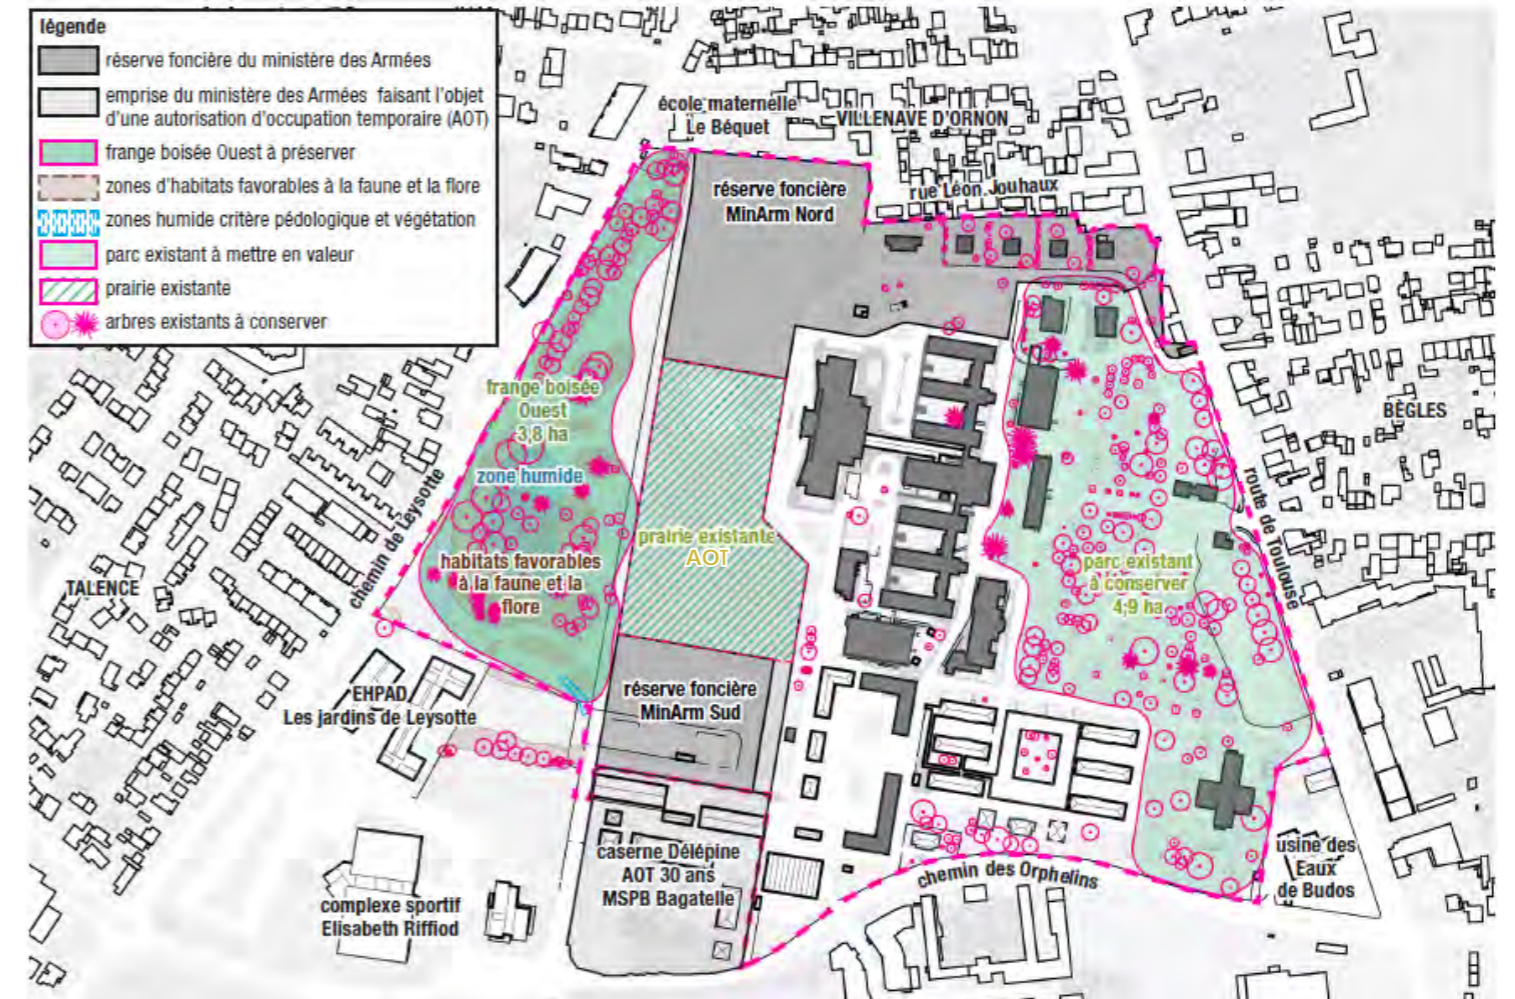 légende
réserve foncière du ministère des Armées
emprise du ministère des Armées faisant l'objet
d'une autorisation d'occupation temporaire (AOT)
frange boisée Ouest à préserver
zones d'habitats favorables à la faune et la flore
zones humide critère pédologique et végétation
parc existant à mettre en valeur
prairie existante
arbres existants à conserver
école maternelle
Le Béquet
VILLENAVE D'ORNON
réserve foncière
MinArm Nord
rue Léon Jouhaux
BÈGLES
frange boisée
Ouest
3,8 ha
zone humide
chemin de Leysotte
habitats favorables
à la faune et la
flore
TALENCE
prairie existante
AOT
parc existant
à conserver
4,9 ha
route de Toulouse
EHPAD
Les jardins de Leysotte
réserve foncière
MinArm Sud
caserne Délépine
AOT 30 ans
MSPB Bagatelle
complexe sportif
Elisabeth Riffiod
chemin des Orphelins
usine des
Eaux
de Budos